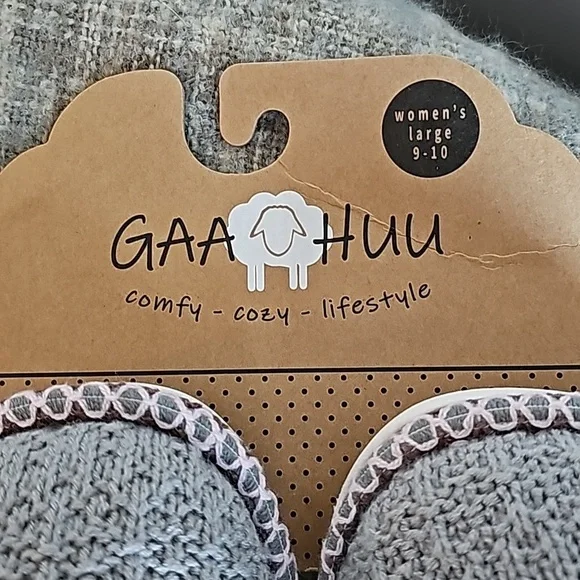 women's
large
9-10
GAAHUU
comfy - cozy - lifestyle